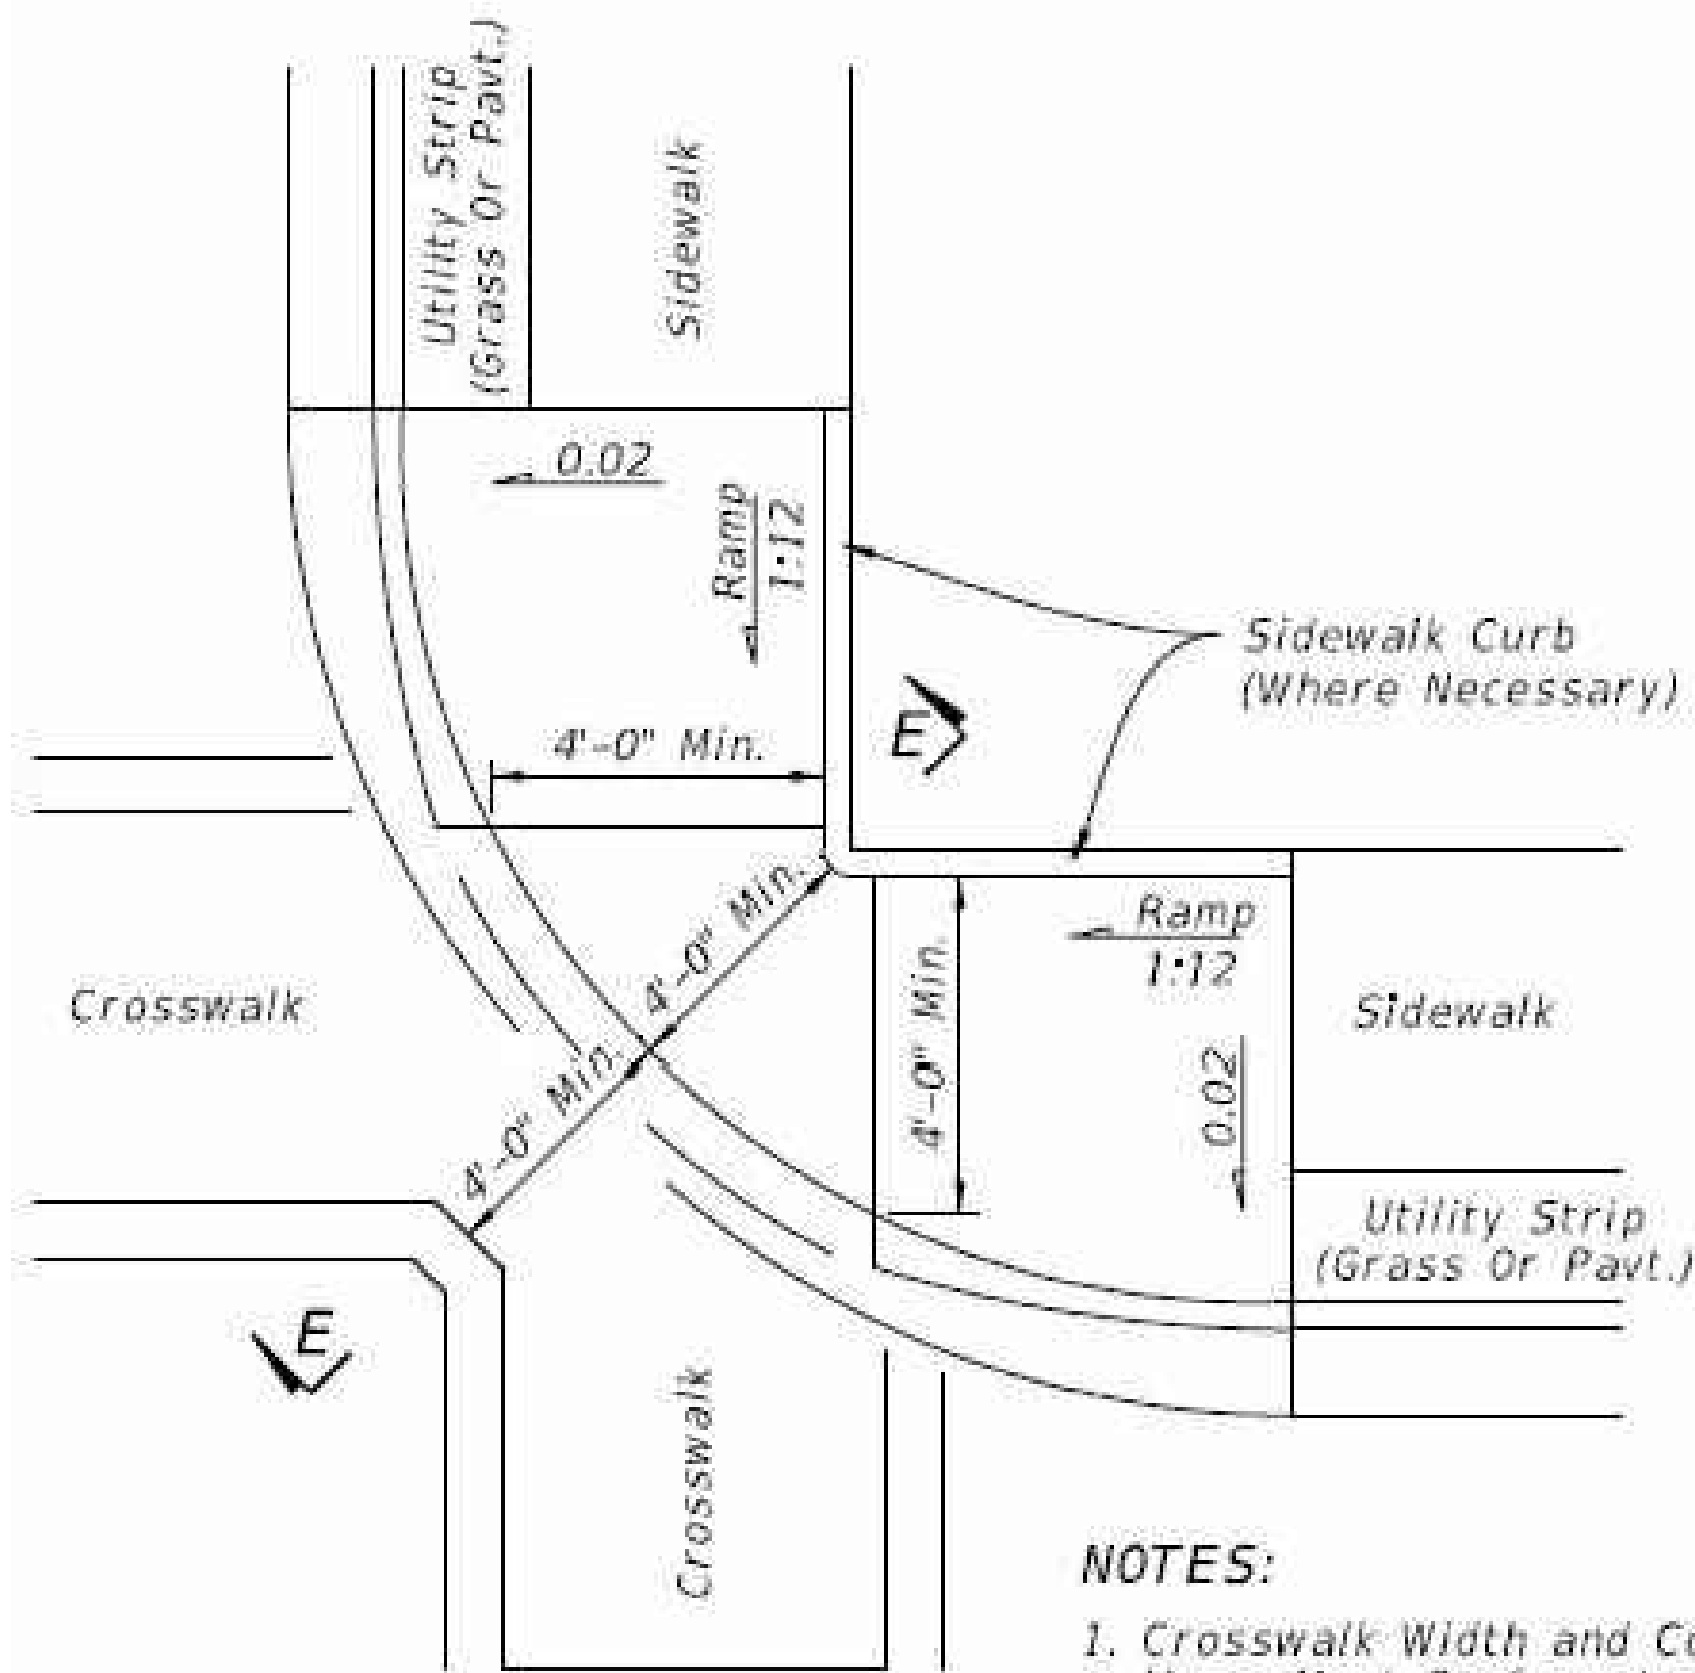 Utility Strip
(Grass Or Pavt.)
Sidewalk
0.02
Ramp
1:12
Sidewalk Curb
(Where Necessary)
E
4'-0" Min.
4'-0" Min.
Ramp
1:12
4'-0" Min.
Crosswalk
Sidewalk
4'-0" Min.
0.02
Utility Strip
(Grass Or Pavt.)
E
Crosswalk
NOTES:
1. Crosswalk Width and